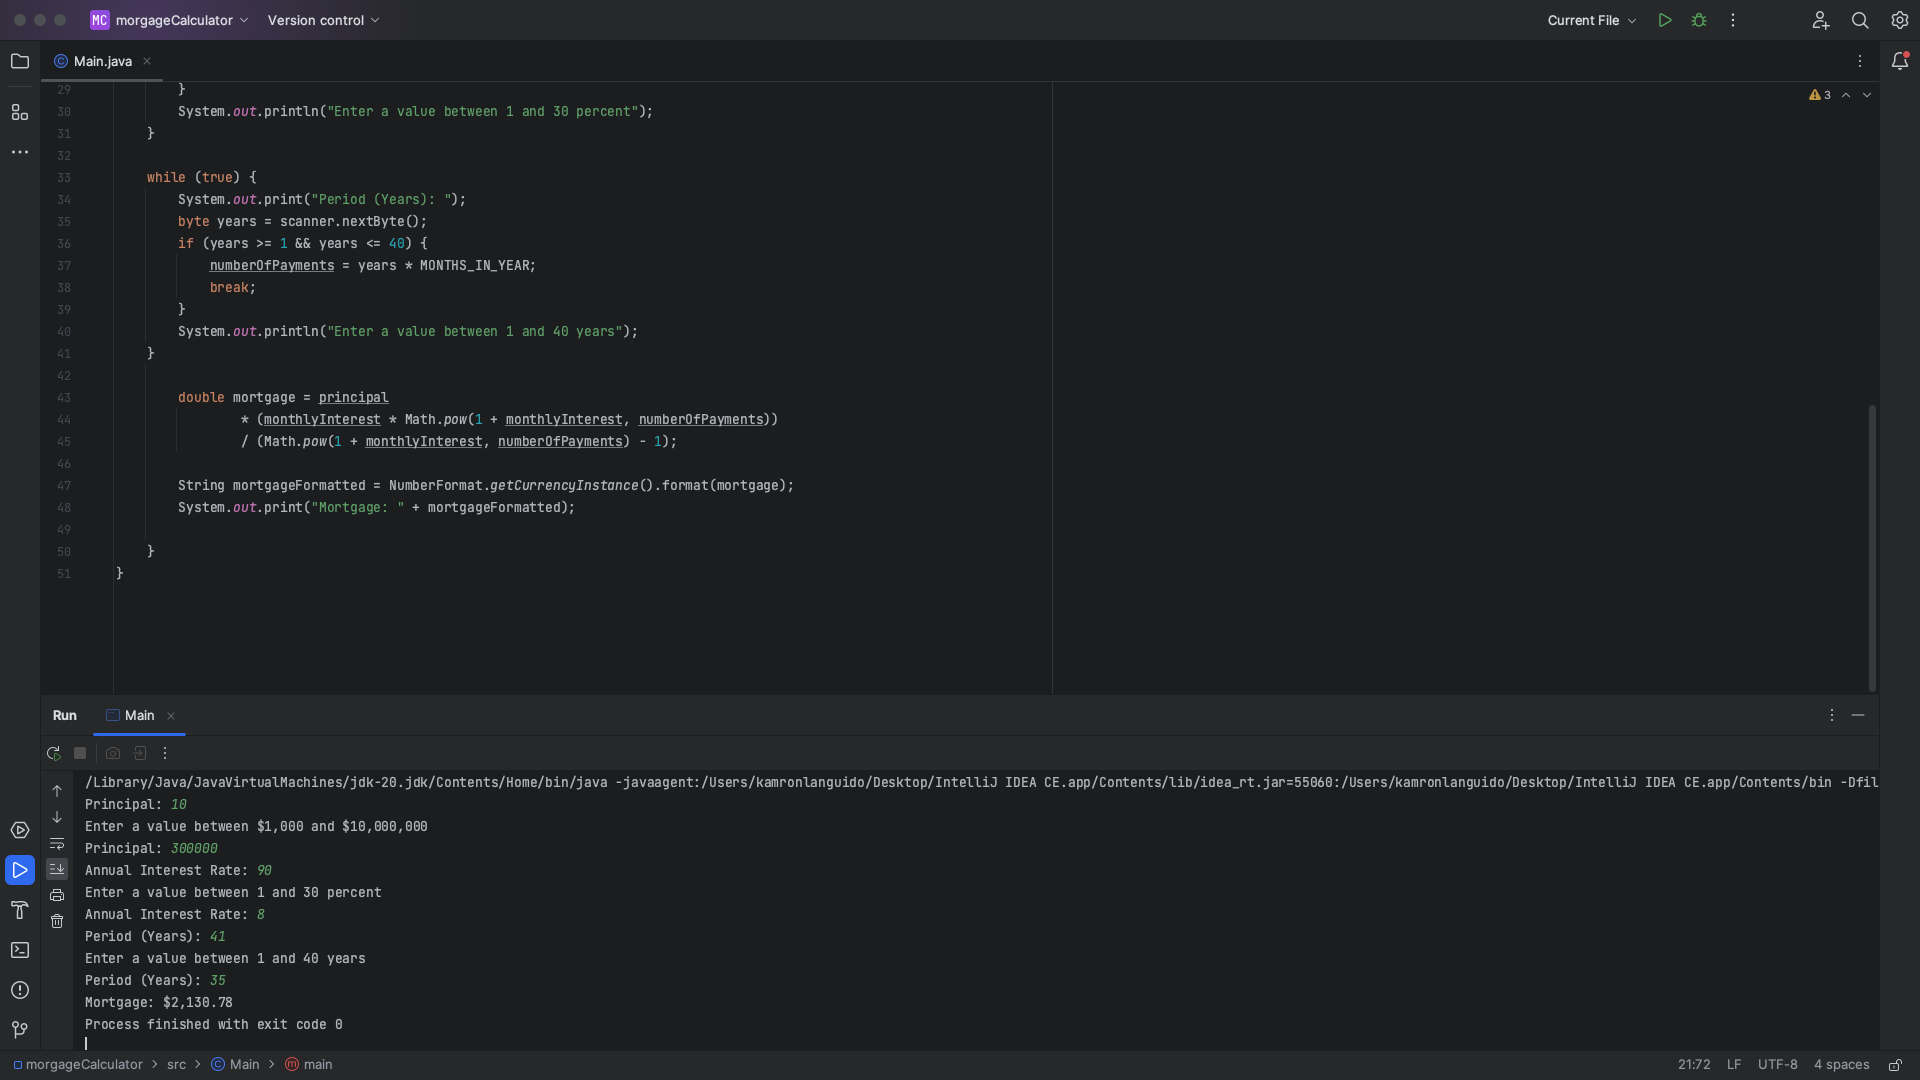 MC morgageCalculator Version control Current File
Main.java
29 }
30 System.out.println("Enter a value between 1 and 30 percent");
31 }
32
33 while (true) {
34 System.out.print("Period (Years): ");
35 byte years = scanner.nextByte();
36 if (years >= 1 && years <= 40) {
37 numberOfPayments = years * MONTHS_IN_YEAR;
38 break;
39 }
40 System.out.println("Enter a value between 1 and 40 years");
41 }
42
43 double mortgage = principal
44 * (monthlyInterest * Math.pow(1 + monthlyInterest, numberOfPayments))
45 / (Math.pow(1 + monthlyInterest, numberOfPayments) - 1);
46
47 String mortgageFormatted = NumberFormat.getCurrencyInstance().format(mortgage);
48 System.out.print("Mortgage: " + mortgageFormatted);
49
50 }
51 }
3
Run Main
/Library/Java/JavaVirtualMachines/jdk-20.jdk/Contents/Home/bin/java -javaagent:/Users/kamronlanguido/Desktop/IntelliJ IDEA CE.app/Contents/lib/idea_rt.jar=55060:/Users/kamronlanguido/Desktop/IntelliJ IDEA CE.app/Contents/bin -Dfil
Principal: 10
Enter a value between $1,000 and $10,000,000
Principal: 300000
Annual Interest Rate: 90
Enter a value between 1 and 30 percent
Annual Interest Rate: 8
Period (Years): 41
Enter a value between 1 and 40 years
Period (Years): 35
Mortgage: $2,130.78
Process finished with exit code 0
morgageCalculator > src > Main > main 21:72 LF UTF-8 4 spaces